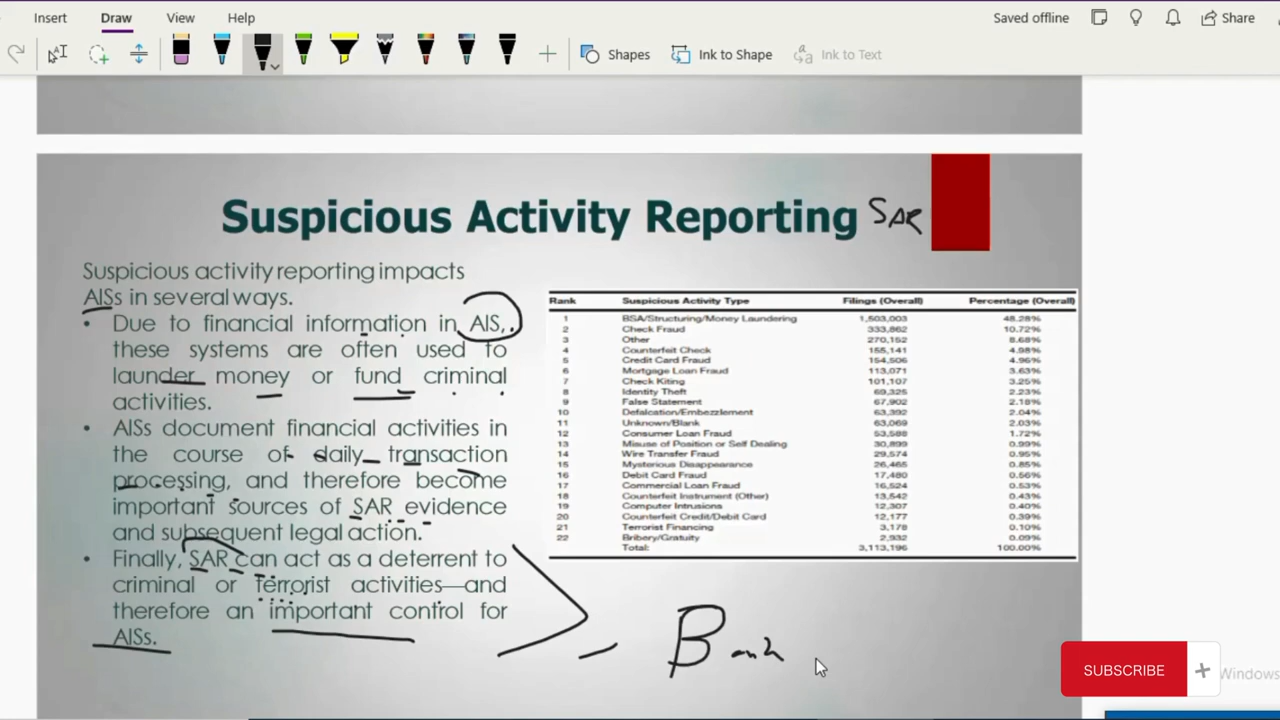 Insert Draw View Help Saved offline Share
Shapes Ink to Shape Ink to Text
Suspicious Activity Reporting SAR
Suspicious activity reporting impacts
AISs in several ways.
• Due to financial information in AIS,
these systems are often used to
launder money or fund criminal
activities.
• AISs document financial activities in
the course of daily transaction
processing, and therefore become
important sources of SAR evidence
and subsequent legal action.
• Finally, SAR can act as a deterrent to
criminal or terrorist activities—and
therefore an important control for
AISs.
Rank Suspicious Activity Type Filings (Overall) Percentage (Overall)
1 BSA/Structuring/Money Laundering 1,503,003 48.28%
2 Check Fraud 333,862 10.72%
3 Other 270,152 8.68%
4 Counterfeit Check 155,141 4.98%
5 Credit Card Fraud 154,506 4.96%
6 Mortgage Loan Fraud 113,071 3.63%
7 Check Kiting 101,107 3.25%
8 Identity Theft 69,325 2.23%
9 False Statement 67,902 2.18%
10 Defalcation/Embezzlement 63,392 2.04%
11 Unknown/Blank 63,069 2.03%
12 Consumer Loan Fraud 53,588 1.72%
13 Misuse of Position or Self Dealing 30,899 0.99%
14 Wire Transfer Fraud 29,574 0.95%
15 Mysterious Disappearance 26,465 0.85%
16 Debit Card Fraud 17,480 0.56%
17 Commercial Loan Fraud 16,524 0.53%
18 Counterfeit Instrument (Other) 13,542 0.43%
19 Computer Intrusions 12,307 0.40%
20 Counterfeit Credit/Debit Card 12,177 0.39%
21 Terrorist Financing 3,178 0.10%
22 Bribery/Gratuity 2,932 0.09%
Total: 3,113,196 100.00%
Bank
SUBSCRIBE
Windows